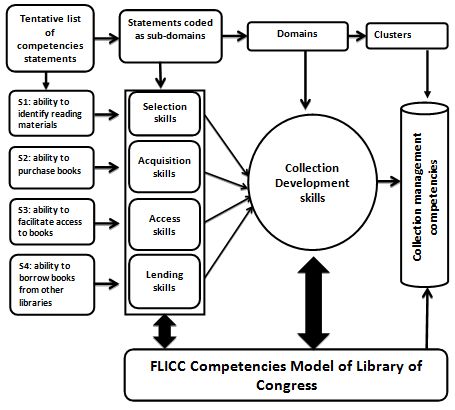 Tentative list
of
competencies
statements
Statements coded
as sub-domains
Domains
Clusters
S1: ability to
identify reading
materials
Selection
skills
S2: ability to
purchase books
Acquisition
skills
S3: ability to
facilitate access to
books
Access
skills
S4: ability to
borrow books
from other
libraries
Lending
skills
Collection
Development
skills
Collection management
competencies
FLICC Competencies Model of Library of
Congress